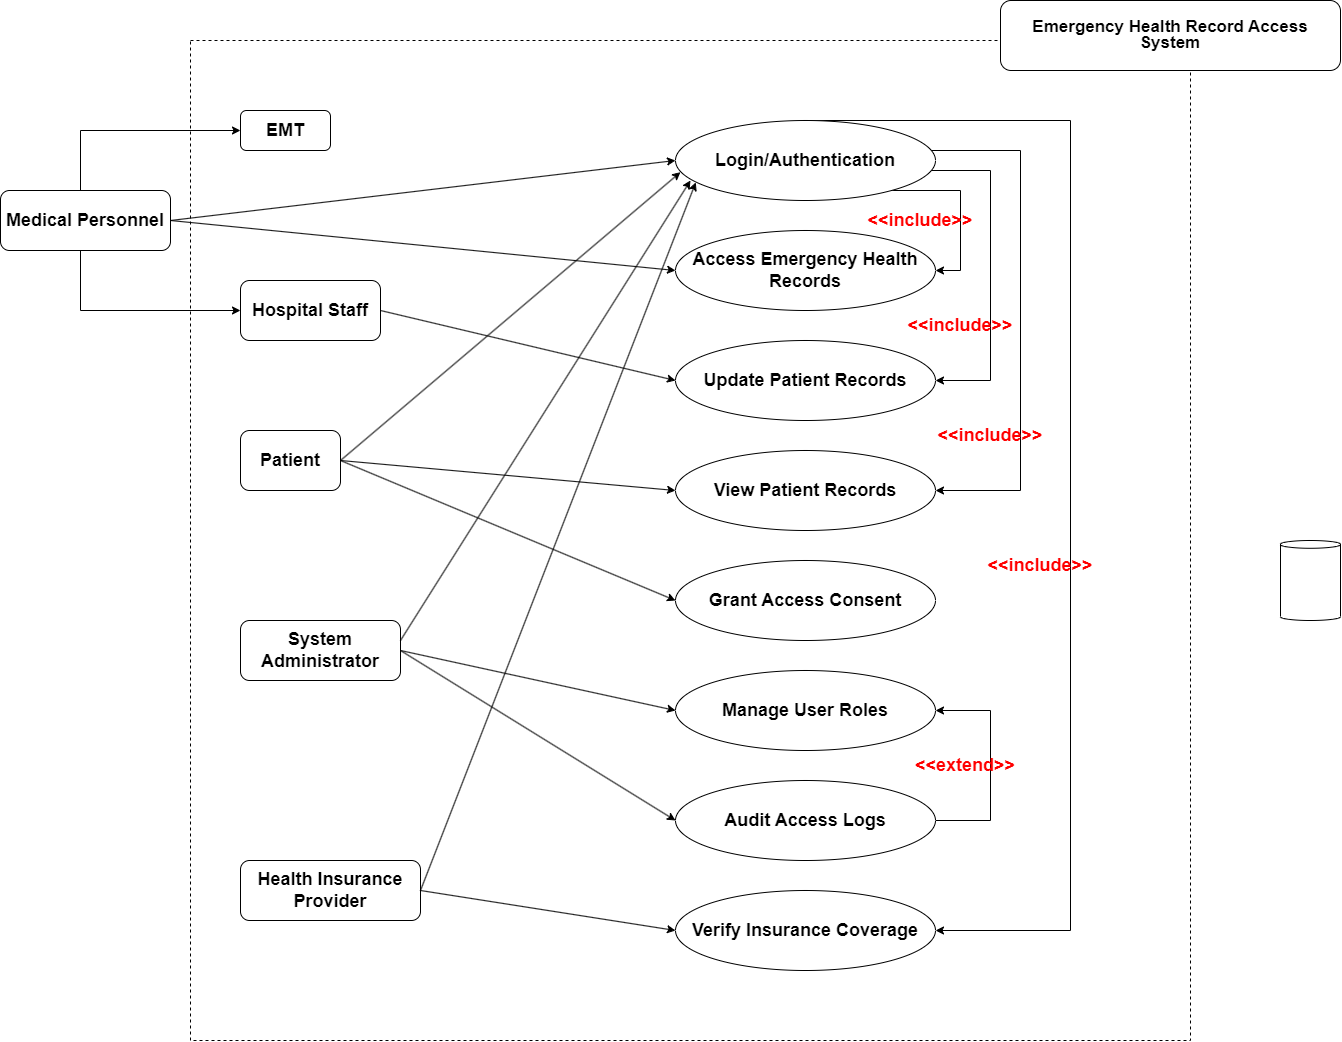 Emergency Health Record Access
System
EMT
Login/Authentication
Medical Personnel
<<include>>
Access Emergency Health
Records
Hospital Staff
<<include>>
Update Patient Records
<<include>>
Patient
View Patient Records
<<include>>
Grant Access Consent
System
Administrator
Manage User Roles
<<extend>>
Audit Access Logs
Health Insurance
Provider
Verify Insurance Coverage